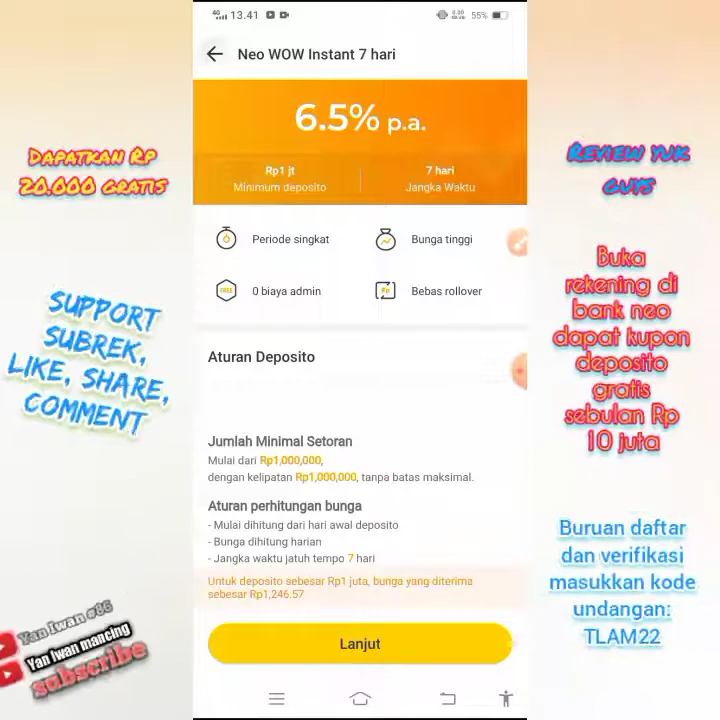 4G 13.41
55%
Neo WOW Instant 7 hari
6.5% p.a.
Rp1 jt
Minimum deposito
7 hari
Jangka Waktu
Periode singkat
Bunga tinggi
FREE
0 biaya admin
Rp
Bebas rollover
Aturan Deposito
Jumlah Minimal Setoran
Mulai dari Rp1,000,000,
dengan kelipatan Rp1,000,000, tanpa batas maksimal.
Aturan perhitungan bunga
- Mulai dihitung dari hari awal deposito
- Bunga dihitung harian
- Jangka waktu jatuh tempo 7 hari
Untuk deposito sebesar Rp1 juta, bunga yang diterima
sebesar Rp1,246.57
Lanjut
DAPATKAN RP
20.000 GRATIS
SUPPORT
SUBREK,
LIKE, SHARE,
COMMENT
Yan Iwan #86
Yan Iwan mancing
subscribe
REVIEW YUK
GUYS
Buka
rekening di
bank neo
dapat kupon
deposito
gratis
sebulan Rp
10 juta
Buruan daftar
dan verifikasi
masukkan kode
undangan:
TLAM22